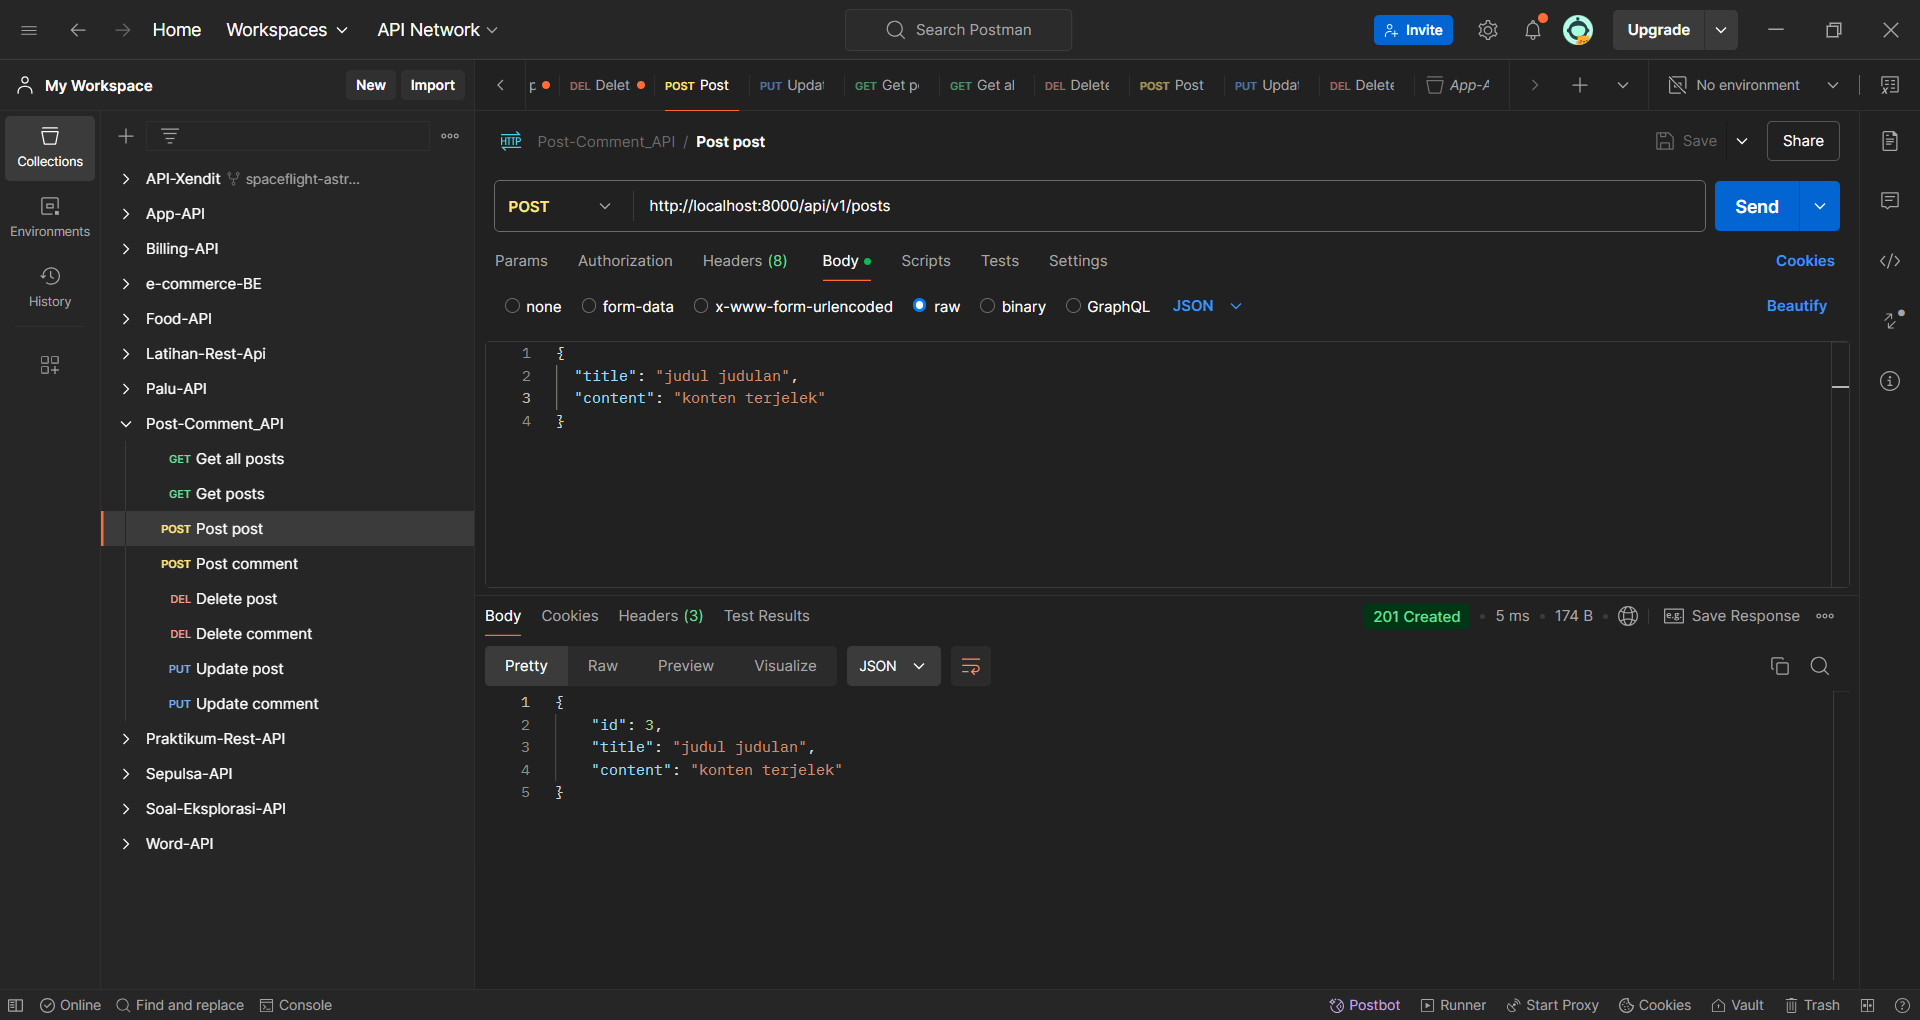 Home Workspaces API Network Search Postman Invite Upgrade
My Workspace New Import DEL Delet POST Post PUT Updat GET Get p GET Get al DEL Delete POST Post PUT Updat DEL Delete App-A No environment
Collections
Environments
History
API-Xendit spaceflight-astr...
App-API
Billing-API
e-commerce-BE
Food-API
Latihan-Rest-Api
Palu-API
Post-Comment_API
GET Get all posts
GET Get posts
POST Post post
POST Post comment
DEL Delete post
DEL Delete comment
PUT Update post
PUT Update comment
Praktikum-Rest-API
Sepulsa-API
Soal-Eksplorasi-API
Word-API
HTTP Post-Comment_API / Post post Save Share
POST http://localhost:8000/api/v1/posts Send
Params Authorization Headers (8) Body Scripts Tests Settings Cookies
none form-data x-www-form-urlencoded raw binary GraphQL JSON Beautify
1 {
2 "title": "judul judulan",
3 "content": "konten terjelek"
4 }
Body Cookies Headers (3) Test Results 201 Created 5 ms 174 B e.g. Save Response
Pretty Raw Preview Visualize JSON
1 {
2 "id": 3,
3 "title": "judul judulan",
4 "content": "konten terjelek"
5 }
Online Find and replace Console Postbot Runner Start Proxy Cookies Vault Trash